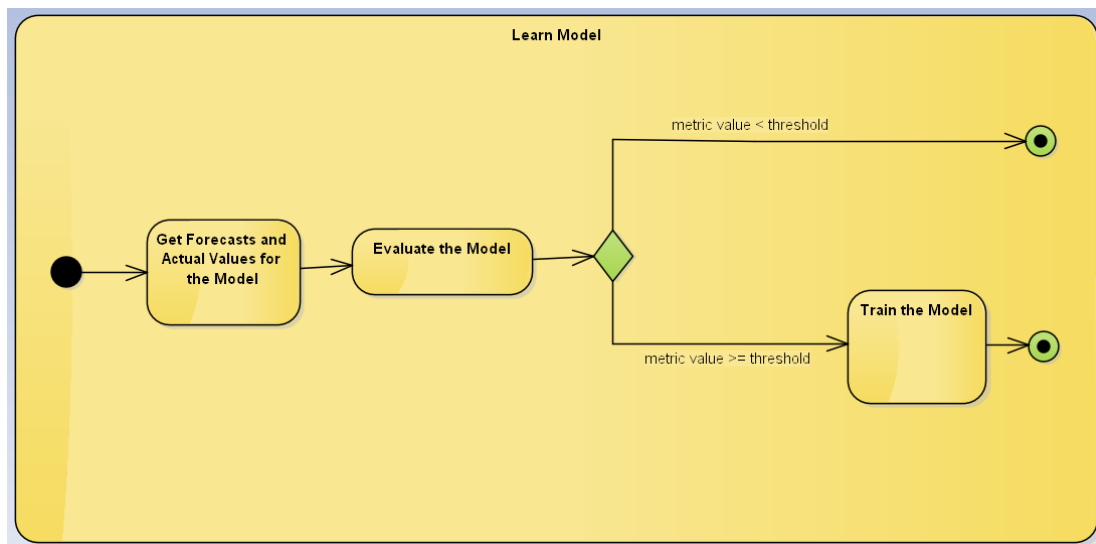 Learn Model
metric value < threshold
Get Forecasts and
Actual Values for
the Model
Evaluate the Model
Train the Model
metric value >= threshold